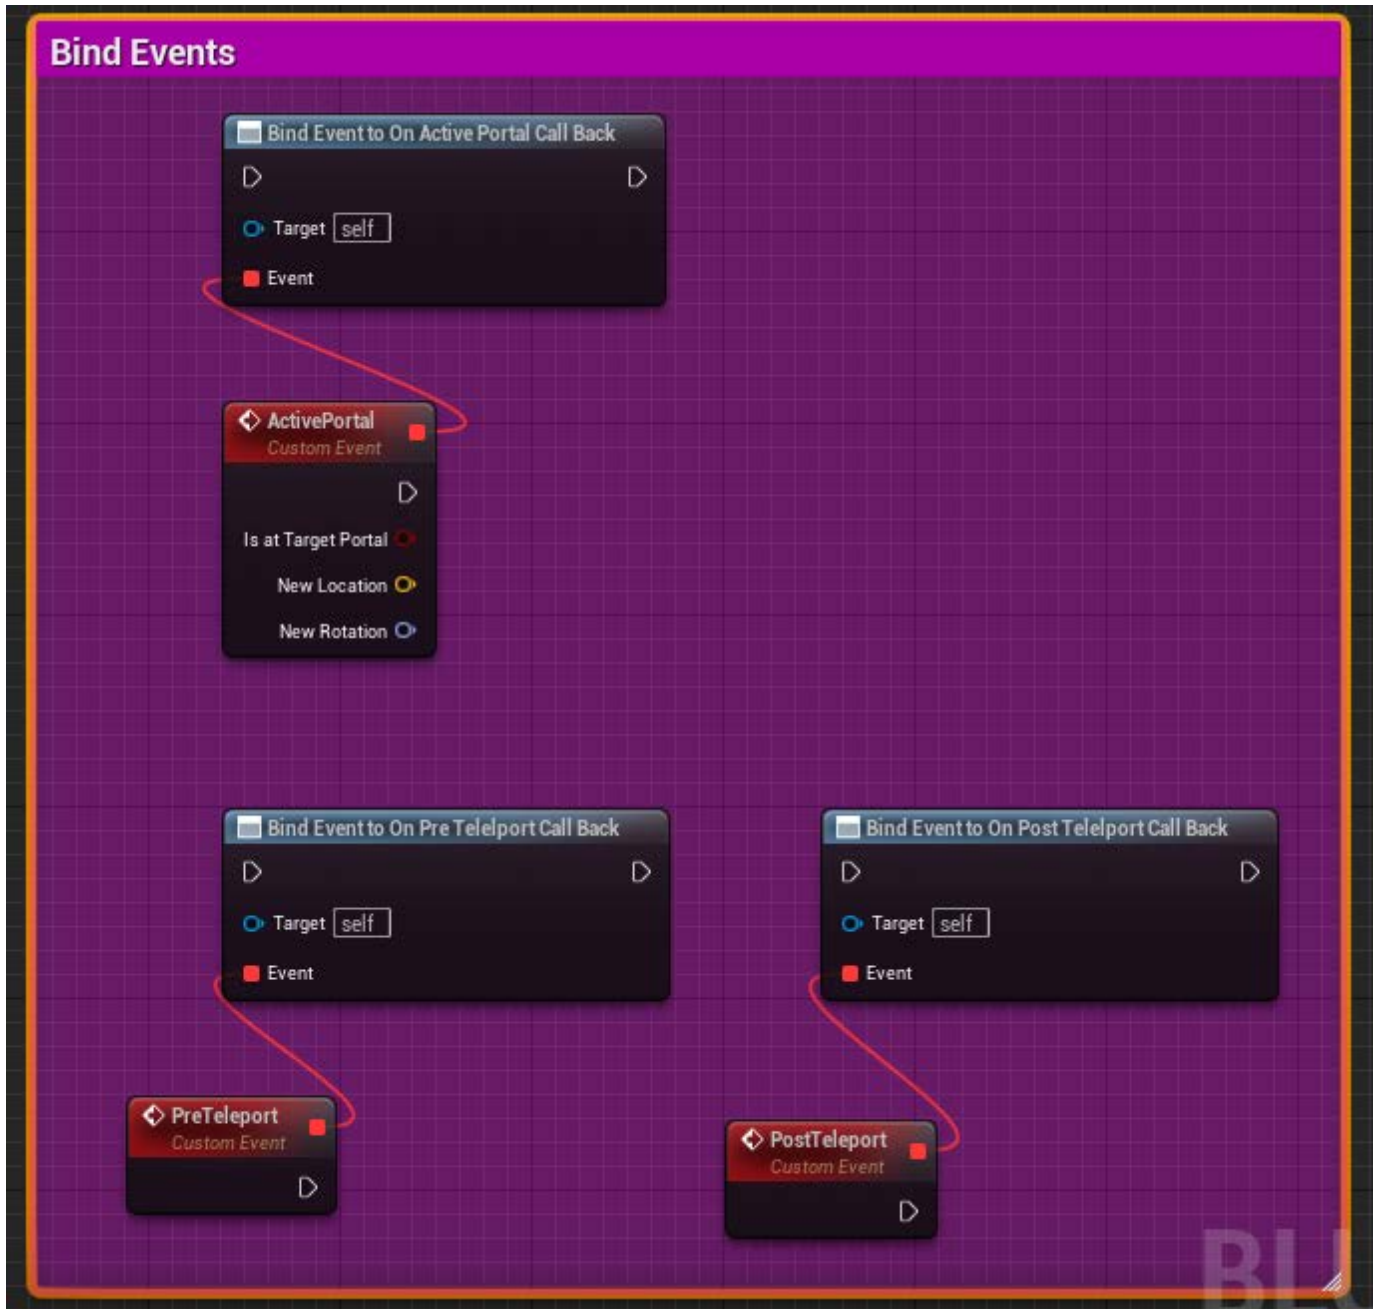 Bind Events
Bind Event to On Active Portal Call Back
Target self
Event
ActivePortal
Custom Event
Is at Target Portal
New Location
New Rotation
Bind Event to On Pre Telelport Call Back
Target self
Event
Bind Event to On Post Telelport Call Back
Target self
Event
PreTeleport
Custom Event
PostTeleport
Custom Event